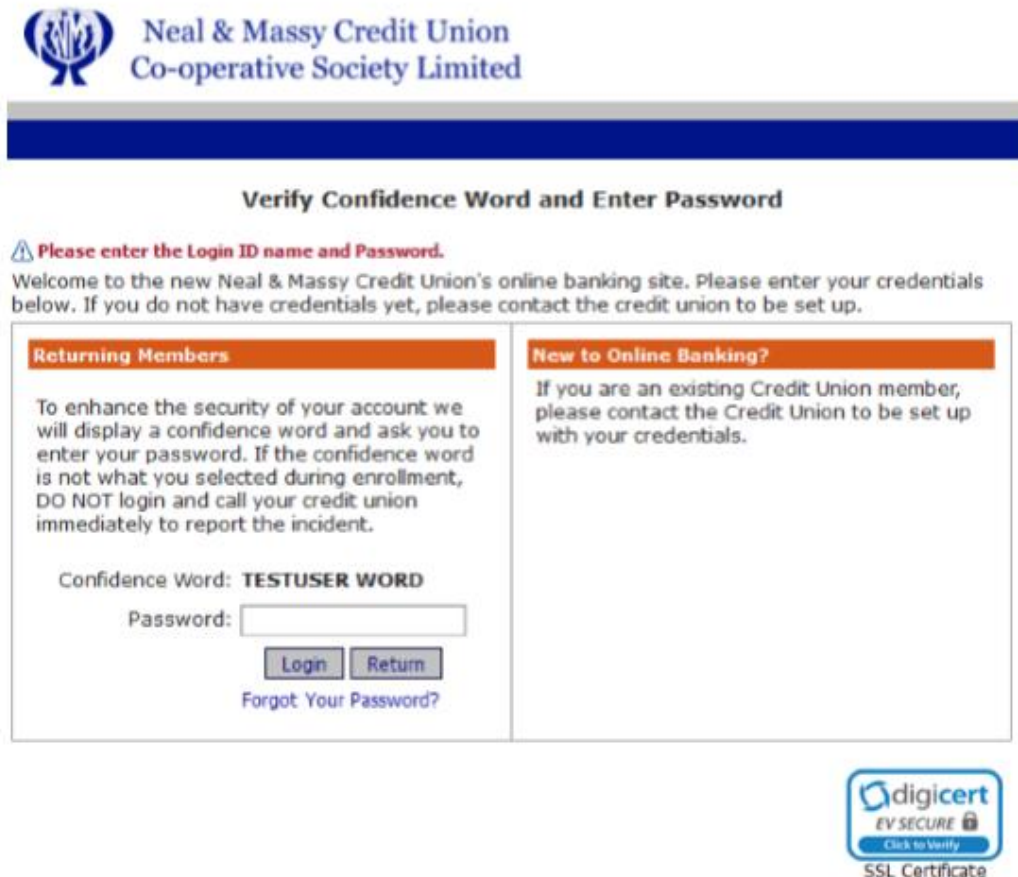 Neal & Massy Credit Union
Co-operative Society Limited
Verify Confidence Word and Enter Password
Please enter the Login ID name and Password.
Welcome to the new Neal & Massy Credit Union's online banking site. Please enter your credentials
below. If you do not have credentials yet, please contact the credit union to be set up.
Returning Members
To enhance the security of your account we
will display a confidence word and ask you to
enter your password. If the confidence word
is not what you selected during enrollment,
DO NOT login and call your credit union
immediately to report the incident.
Confidence Word: TESTUSER WORD
Password:
Login Return
Forgot Your Password?
New to Online Banking?
If you are an existing Credit Union member,
please contact the Credit Union to be set up
with your credentials.
digicert
EV SECURE
Click to Verify
SSL Certificate